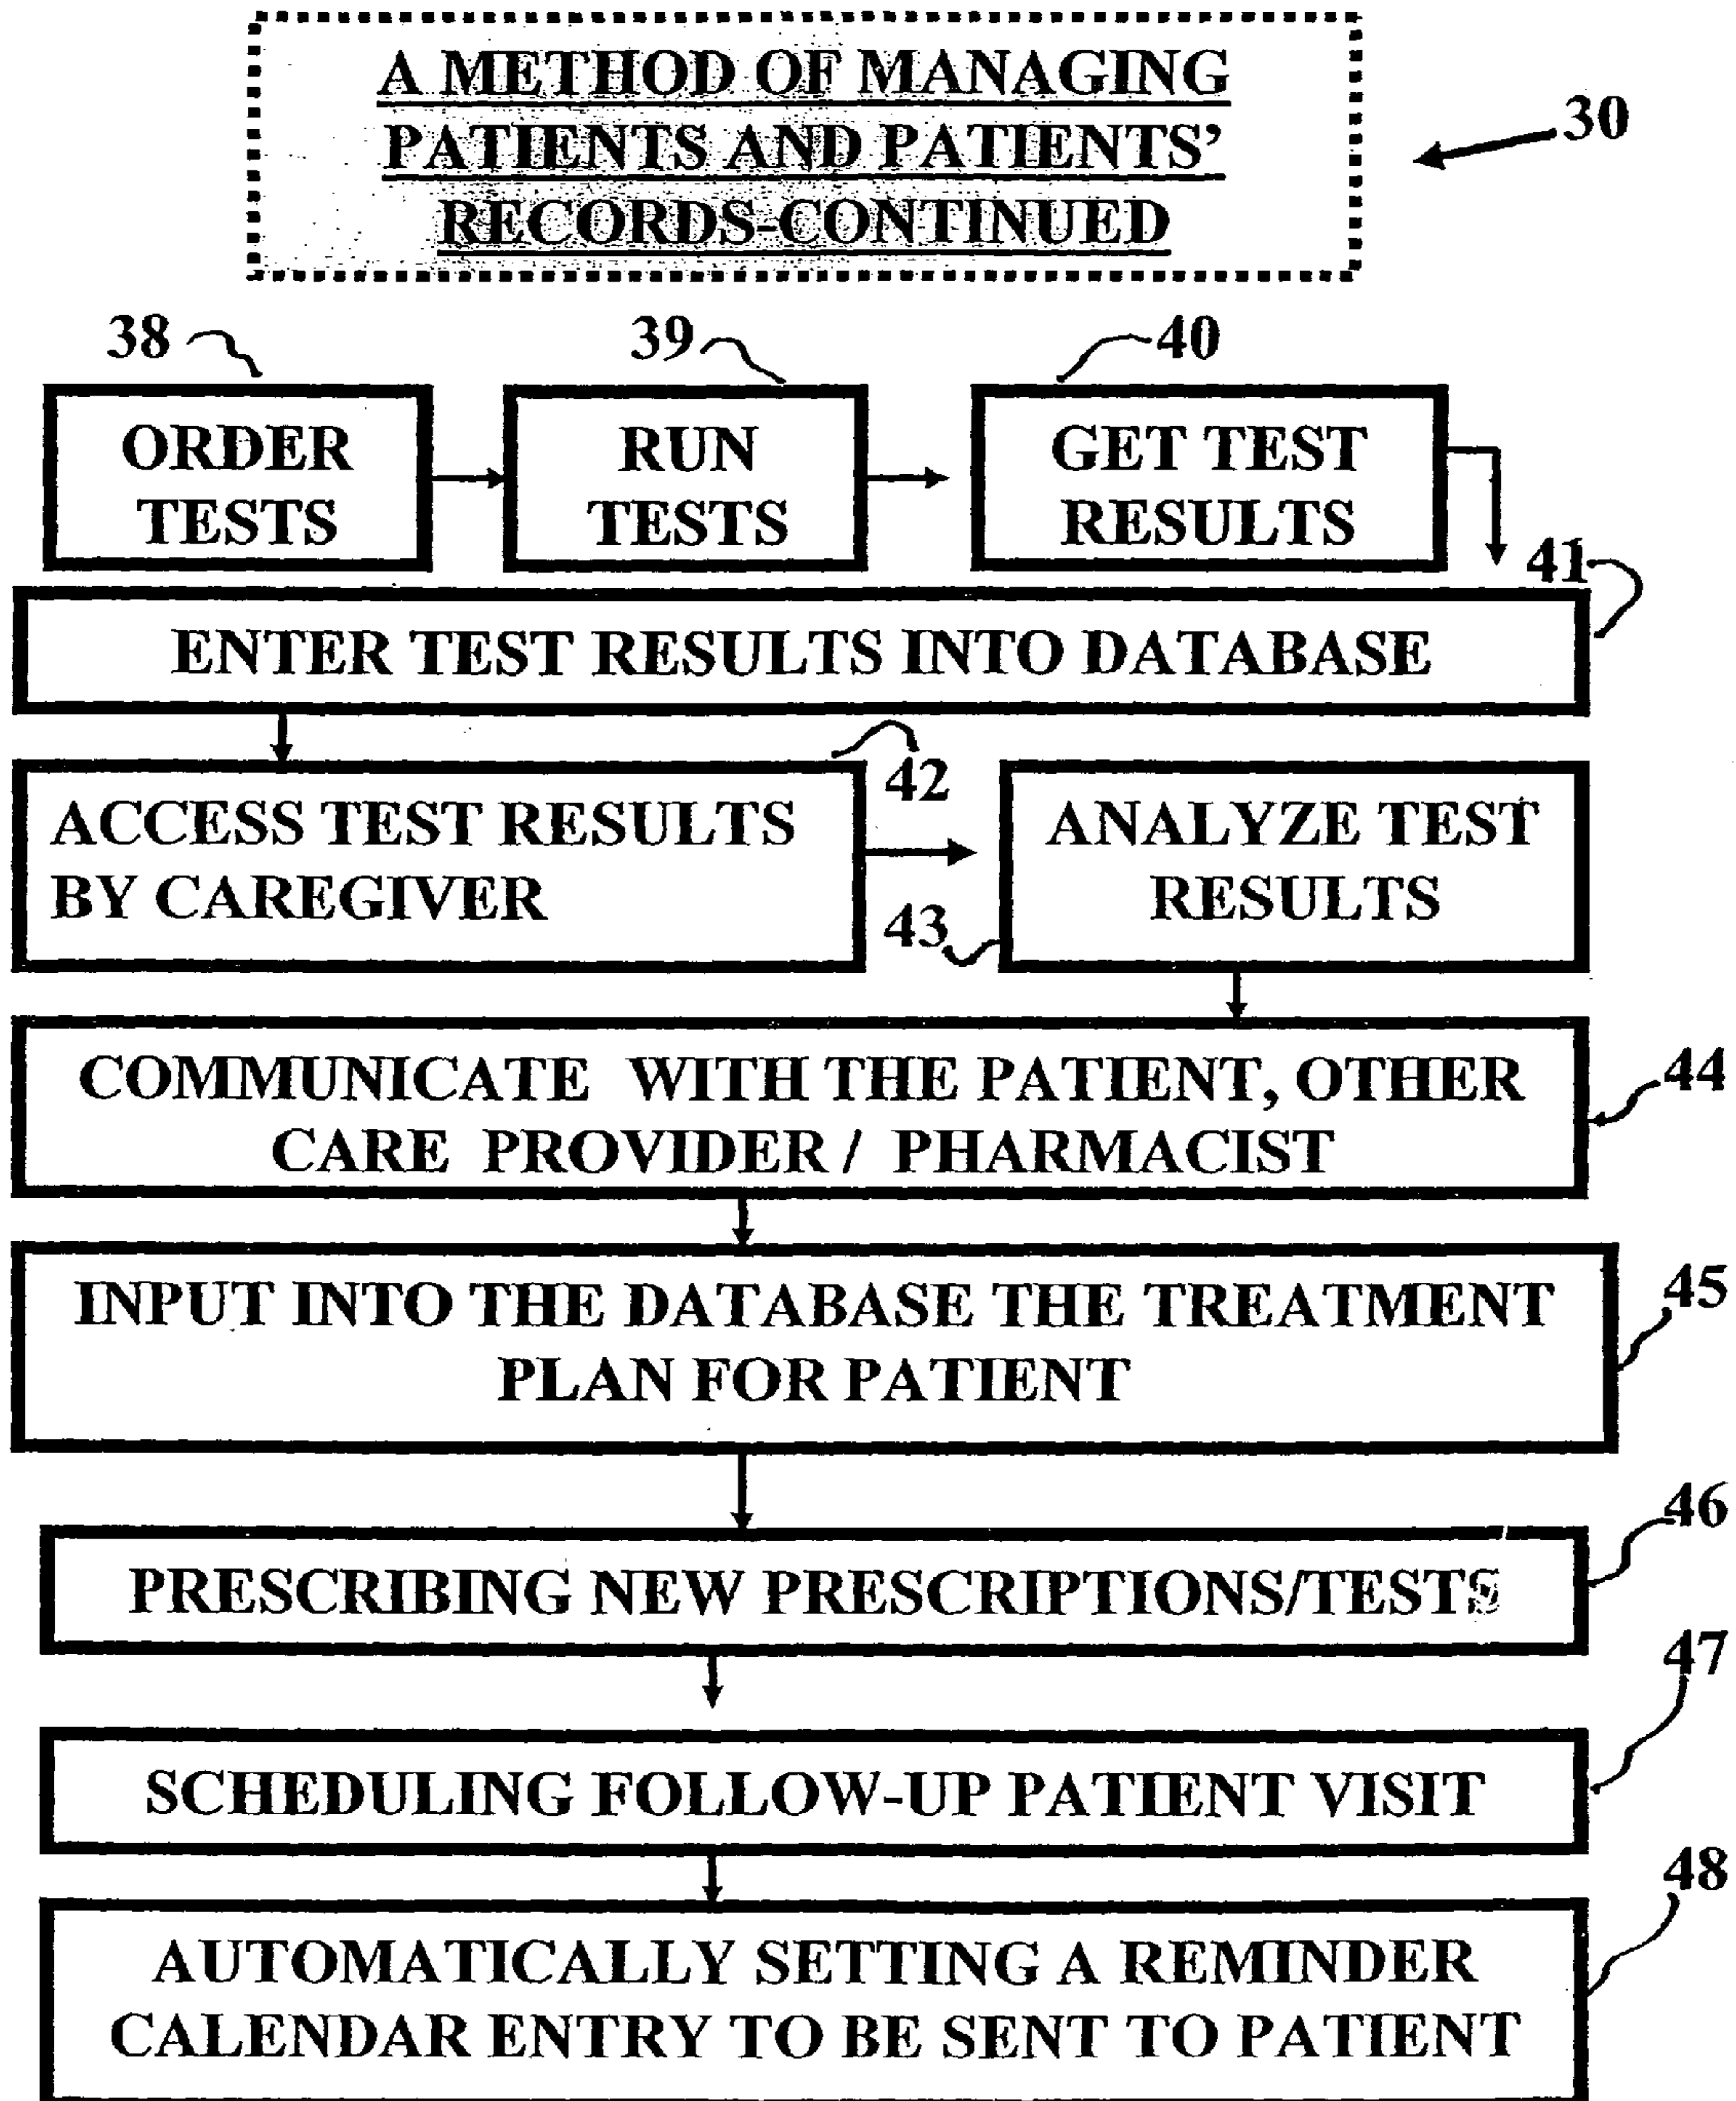 A METHOD OF MANAGING
PATIENTS AND PATIENTS’
RECORDS-CONTINUED
30
38
39
40
ORDER
TESTS
RUN
TESTS
GET TEST
RESULTS
41
ENTER TEST RESULTS INTO DATABASE
42
ACCESS TEST RESULTS
BY CAREGIVER
43
ANALYZE TEST
RESULTS
COMMUNICATE WITH THE PATIENT, OTHER
CARE PROVIDER / PHARMACIST
44
INPUT INTO THE DATABASE THE TREATMENT
PLAN FOR PATIENT
45
46
PRESCRIBING NEW PRESCRIPTIONS/TESTS
47
SCHEDULING FOLLOW-UP PATIENT VISIT
48
AUTOMATICALLY SETTING A REMINDER
CALENDAR ENTRY TO BE SENT TO PATIENT